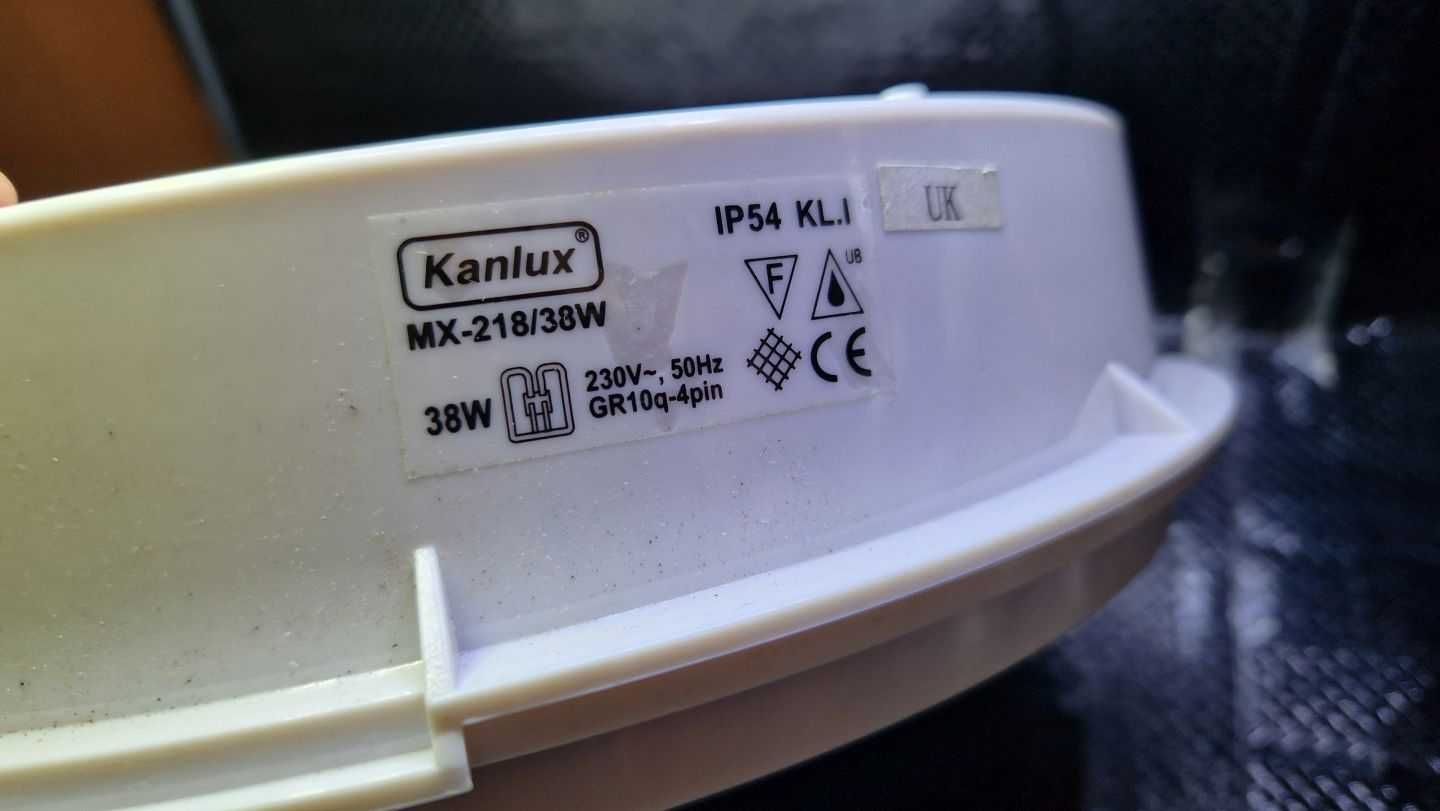 Kanlux®
MX-218/38W
38W
230V~, 50Hz
GR10q-4pin
IP54 KL.I
F
UB
CE
UK